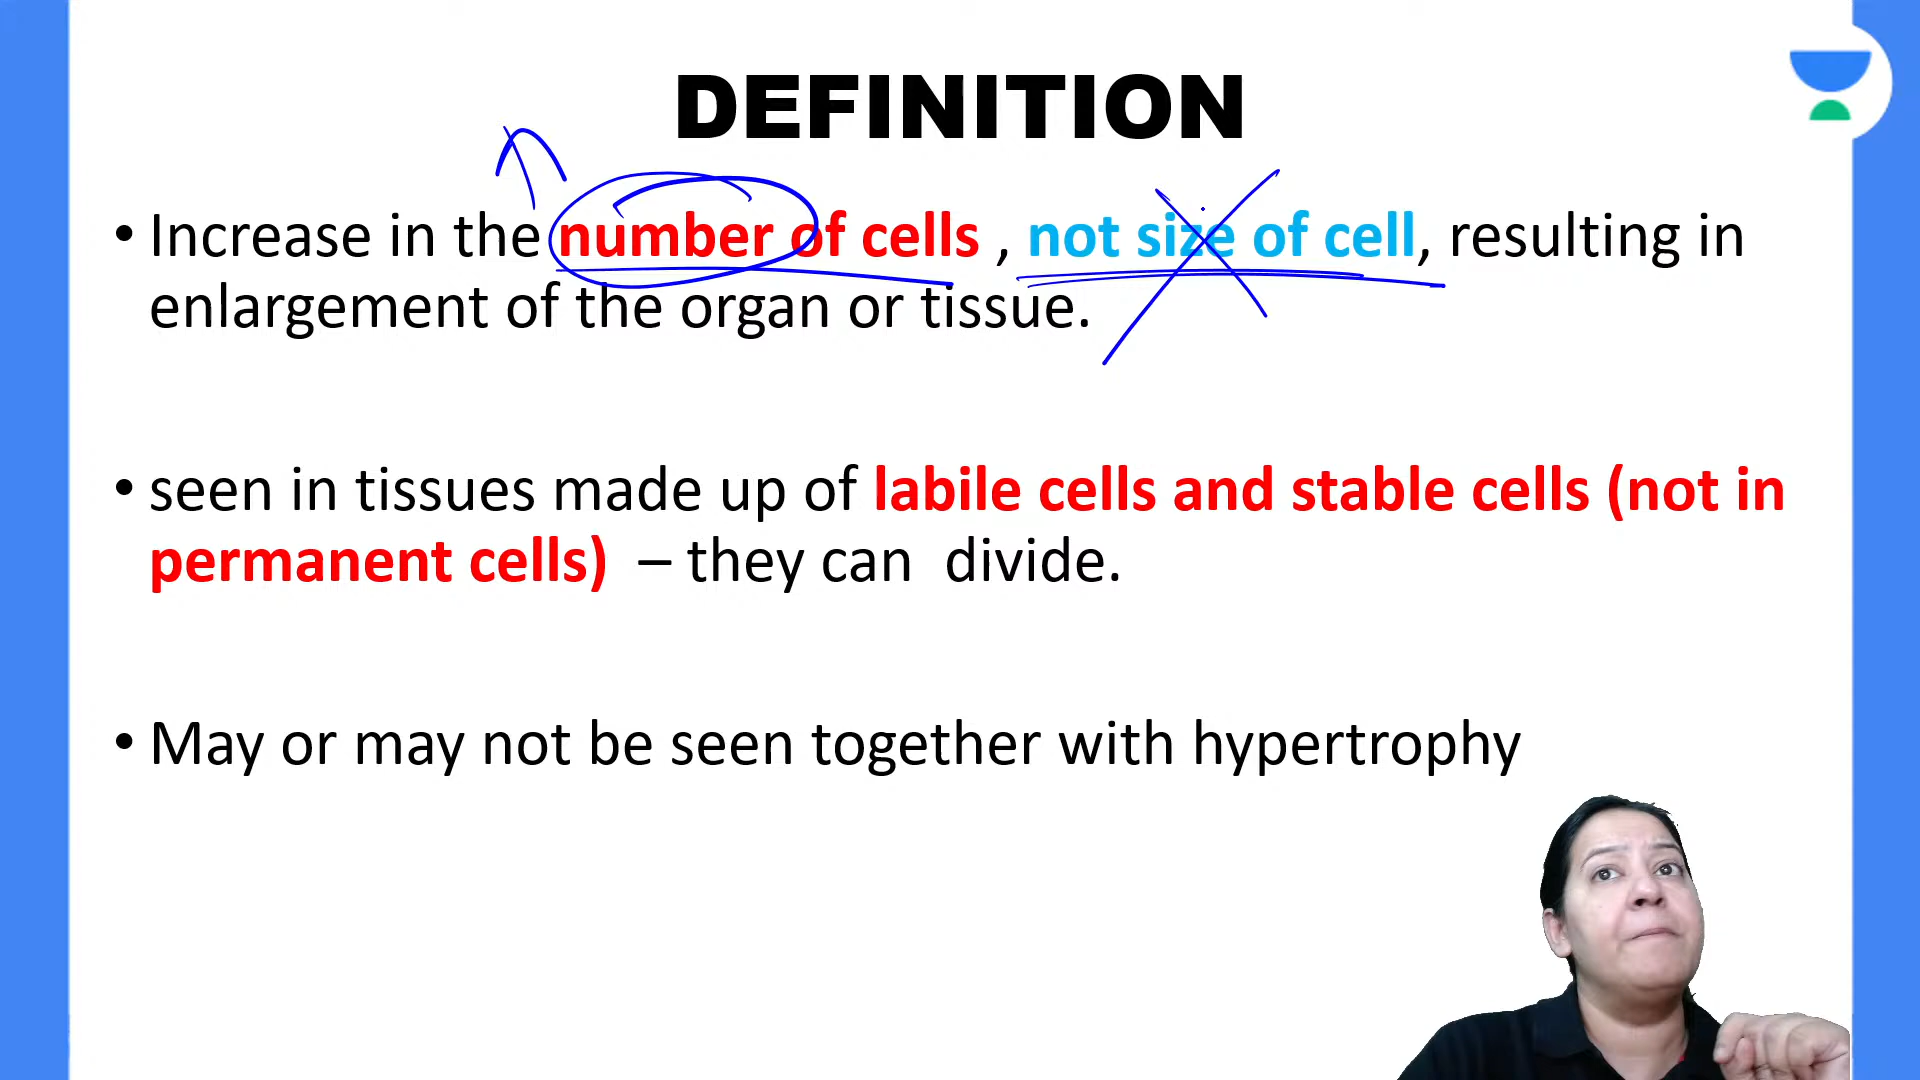 DEFINITION
• Increase in the number of cells , not size of cell, resulting in
enlargement of the organ or tissue.
• seen in tissues made up of labile cells and stable cells (not in
permanent cells) – they can divide.
• May or may not be seen together with hypertrophy